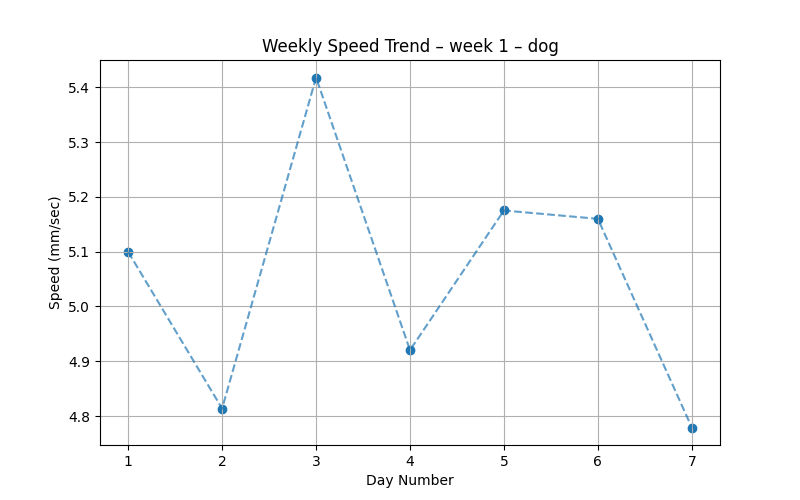 Weekly Speed Trend – week 1 – dog
5.4
5.3
5.2
5.1
5.0
4.9
4.8
Speed (mm/sec)
1 2 3 4 5 6 7
Day Number